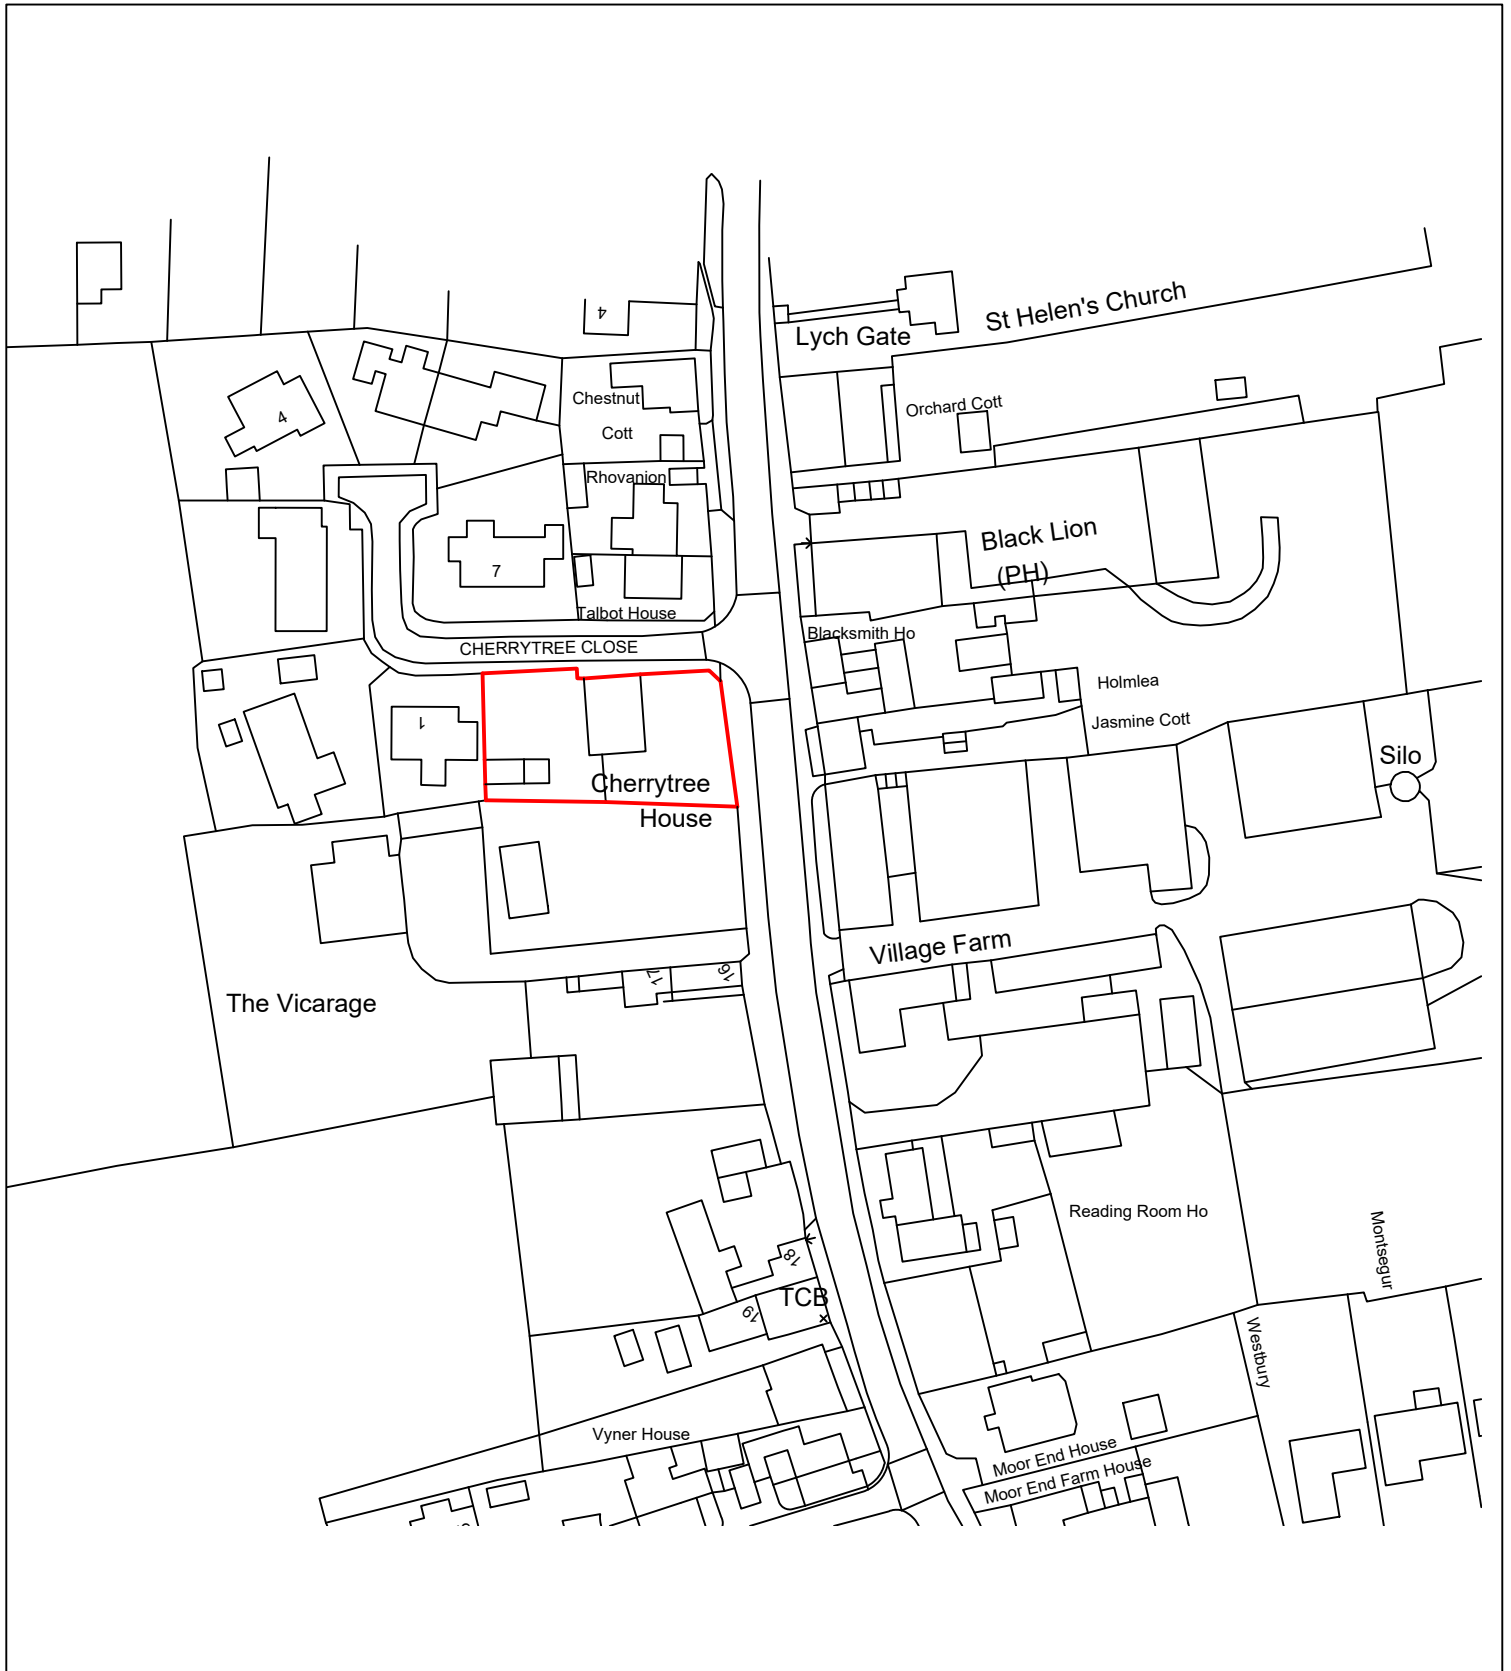 St Helen's Church
4
Lych Gate
Chestnut
Cott
Orchard Cott
4
Rhovanion
Black Lion
(PH)
7
Talbot House
Blacksmith Ho
CHERRYTREE CLOSE
Holmlea
Jasmine Cott
1
Silo
Cherrytree
House
Village Farm
17
16
The Vicarage
Reading Room Ho
Montsegur
18
TCB
19
Westbury
Vyner House
Moor End House
Moor End Farm House